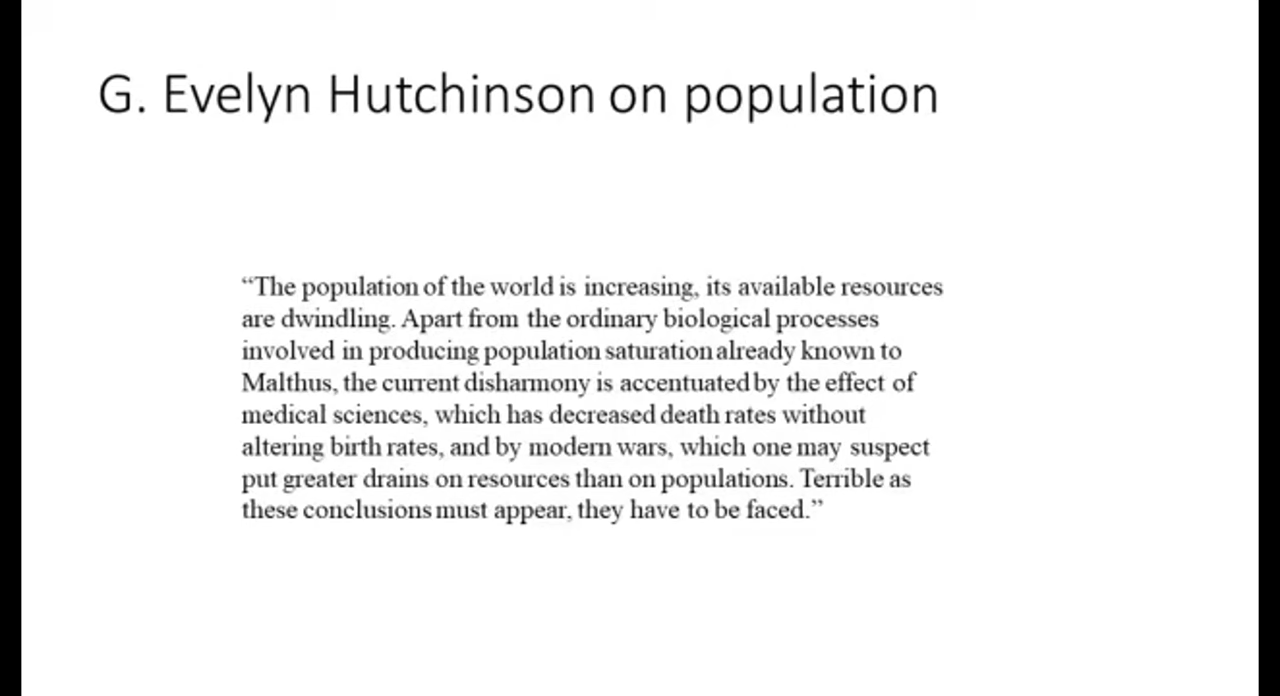 G. Evelyn Hutchinson on population
“The population of the world is increasing, its available resources
are dwindling. Apart from the ordinary biological processes
involved in producing population saturation already known to
Malthus, the current disharmony is accentuated by the effect of
medical sciences, which has decreased death rates without
altering birth rates, and by modern wars, which one may suspect
put greater drains on resources than on populations. Terrible as
these conclusions must appear, they have to be faced.”